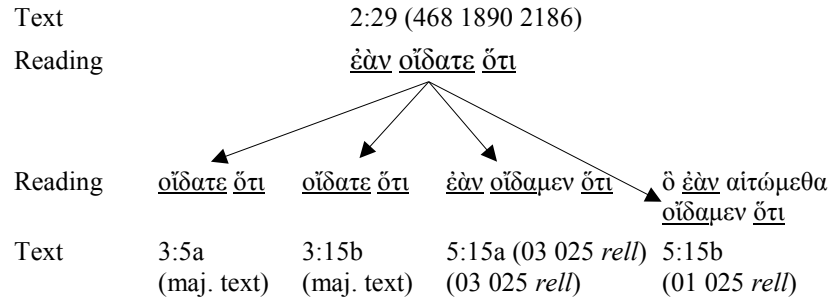 Text 2:29 (468 1890 2186)
Reading ἐὰν οἴδατε ὅτι
Reading οἴδατε ὅτι οἴδατε ὅτι ἐὰν οἴδαμεν ὅτι ὃ ἐὰν αἰτώμεθα
οἴδαμεν ὅτι
Text 3:5a 3:15b 5:15a (03 025 rell) 5:15b
(maj. text) (maj. text) (03 025 rell) (01 025 rell)